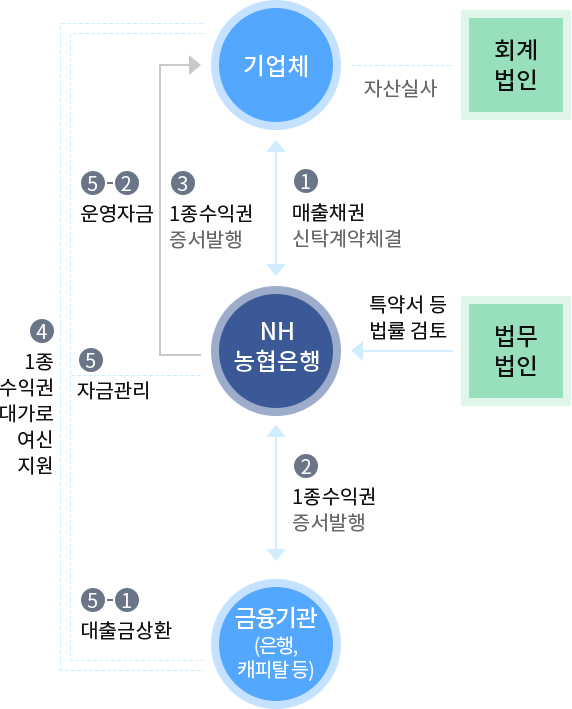 기업체
회계
법인
자산실사
5-2
운영자금
3
1종수익권
증서발행
1
매출채권
신탁계약체결
NH
농협은행
특약서 등
법률 검토
법무
법인
4
1종
수익권
대가로
여신
지원
5
자금관리
2
1종수익권
증서발행
5-1
대출금상환
금융기관
(은행,
캐피탈 등)